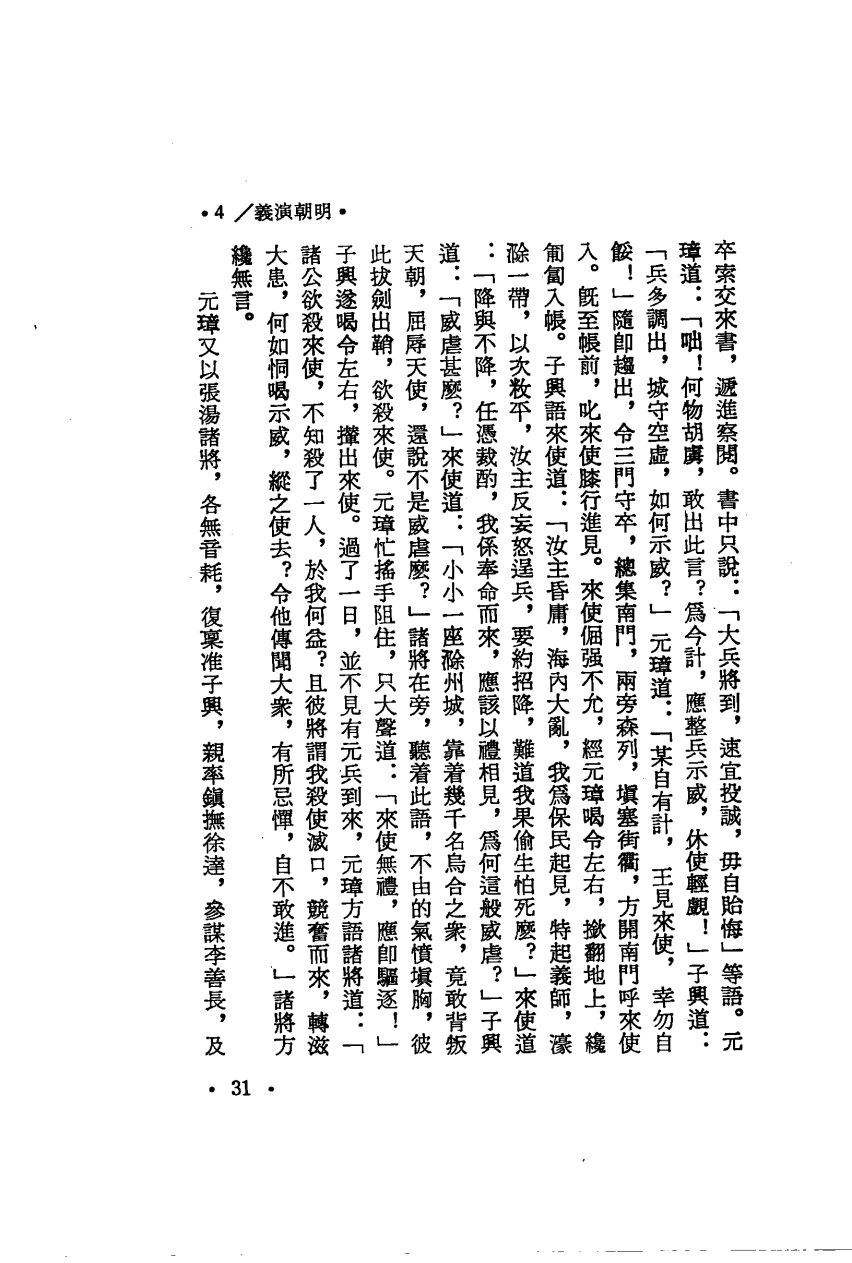 •明朝演義／4•
卒索交來書，遞進察閱。書中只說：「大兵將到，速宜投誠，毋自貽悔」等語。元
璋道：「咄！何物胡虜，敢出此言？爲今計，應整兵示威，休使輕覷！」子興道：
「兵多調出，城守空虛，如何示威？」元璋道：「某自有計，王見來使，幸勿自
餒！」隨卽趨出，令三門守卒，總集南門，兩旁森列，塡塞街衢，方開南門呼來使
入。旣至帳前，叱來使膝行進見。來使倔强不允，經元璋喝令左右，撳翻地上，纔
匍匐入帳。子興語來使道：「汝主昏庸，海內大亂，我爲保民起見，特起義師，濠
滁一帶，以次敉平，汝主反妄怒逞兵，要約招降，難道我果偷生怕死麼？」來使道
：「降與不降，任憑裁酌，我係奉命而來，應該以禮相見，爲何這般威虐？」子興
道：「威虐甚麼？」來使道：「小小一座滁州城，靠着幾千名烏合之衆，竟敢背叛
天朝，屈辱天使，還說不是威虐麼？」諸將在旁，聽着此語，不由的氣憤塡胸，彼
此拔劍出鞘，欲殺來使。元璋忙搖手阻住，只大聲道：「來使無禮，應卽驅逐！」
子興遂喝令左右，攆出來使。過了一日，並不見有元兵到來，元璋方語諸將道：「
諸公欲殺來使，不知殺了一人，於我何益？且彼將謂我殺使滅口，競奮而來，轉滋
大患，何如恫喝示威，縱之使去？令他傳聞大衆，有所忌憚，自不敢進。」諸將方
纔無言。
元璋又以張湯諸將，各無音耗，復稟准子興，親率鎭撫徐達，參謀李善長，及
•31•